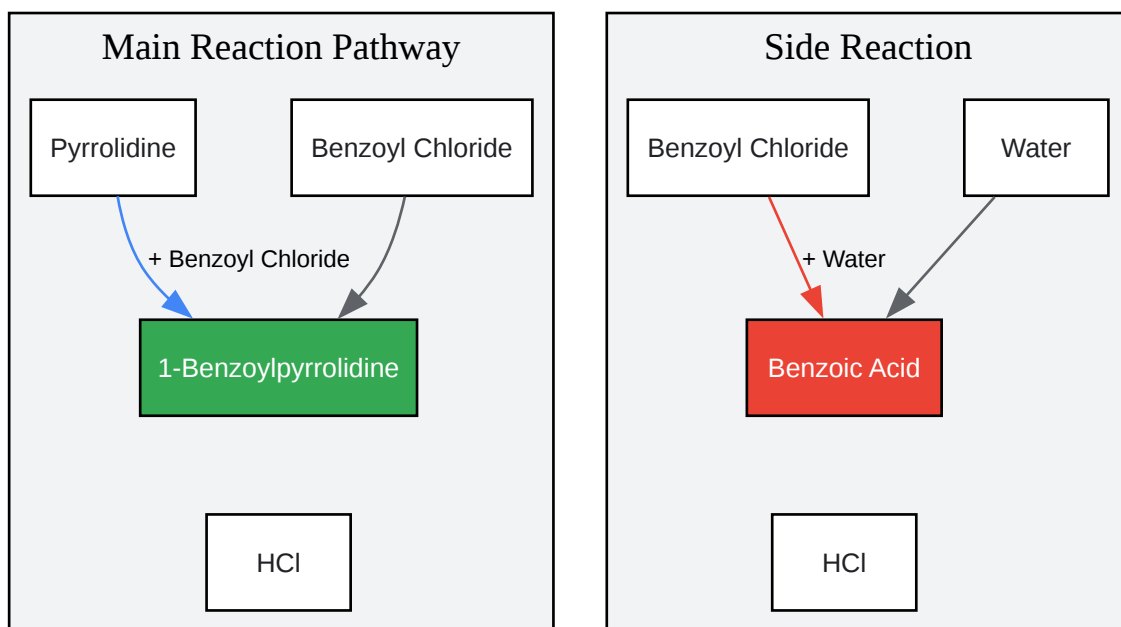 Main Reaction Pathway
Pyrrolidine
Benzoyl Chloride
+ Benzoyl Chloride
1-Benzoylpyrrolidine
HCl
Side Reaction
Benzoyl Chloride
Water
+ Water
Benzoic Acid
HCl